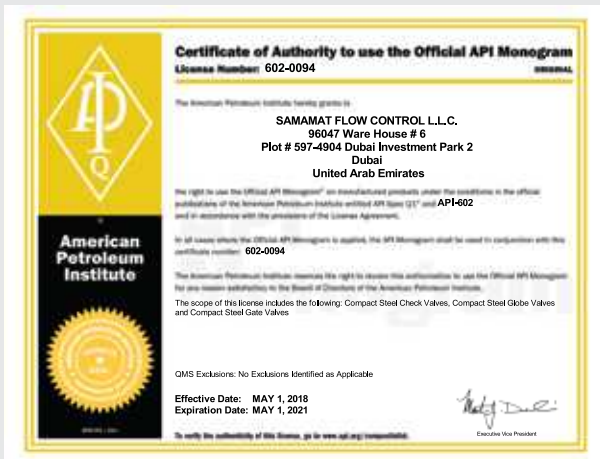 Certificate of Authority to use the Official API Monogram
License Number: 602-0094
ORIGINAL
The American Petroleum Institute hereby grants to
SAMAMAT FLOW CONTROL L.L.C.
96047 Ware House # 6
Plot # 597-4904 Dubai Investment Park 2
Dubai
United Arab Emirates
the right to use the Official API Monogram® on manufactured products under the conditions in the official
publications of the American Petroleum Institute entitled API Spec Q1® and API-602
and in accordance with the provisions of the License Agreement.
In all cases where the Official API Monogram is applied, the API Monogram shall be used in conjunction with this
certificate number: 602-0094
The American Petroleum Institute reserves the right to revoke this authorization to use the Official API Monogram
for any reason satisfactory to the Board of Directors of the American Petroleum Institute.
The scope of this license includes the following: Compact Steel Check Valves, Compact Steel Globe Valves
and Compact Steel Gate Valves
QMS Exclusions: No Exclusions Identified as Applicable
Effective Date: MAY 1, 2018
Expiration Date: MAY 1, 2021
To verify the authenticity of this license, go to www.api.org/compositelist.
Executive Vice President
API
Q
American
Petroleum
Institute